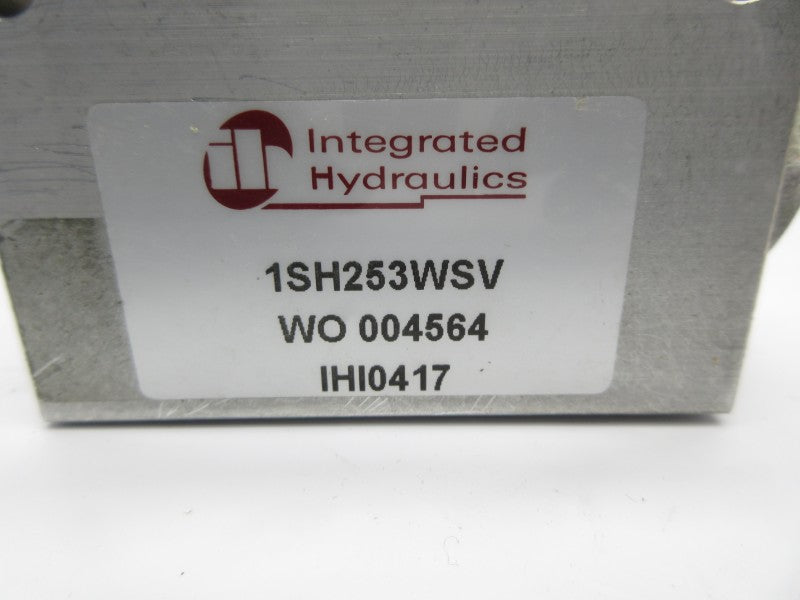 Integrated
Hydraulics
1SH253WSV
WO 004564
IHI0417